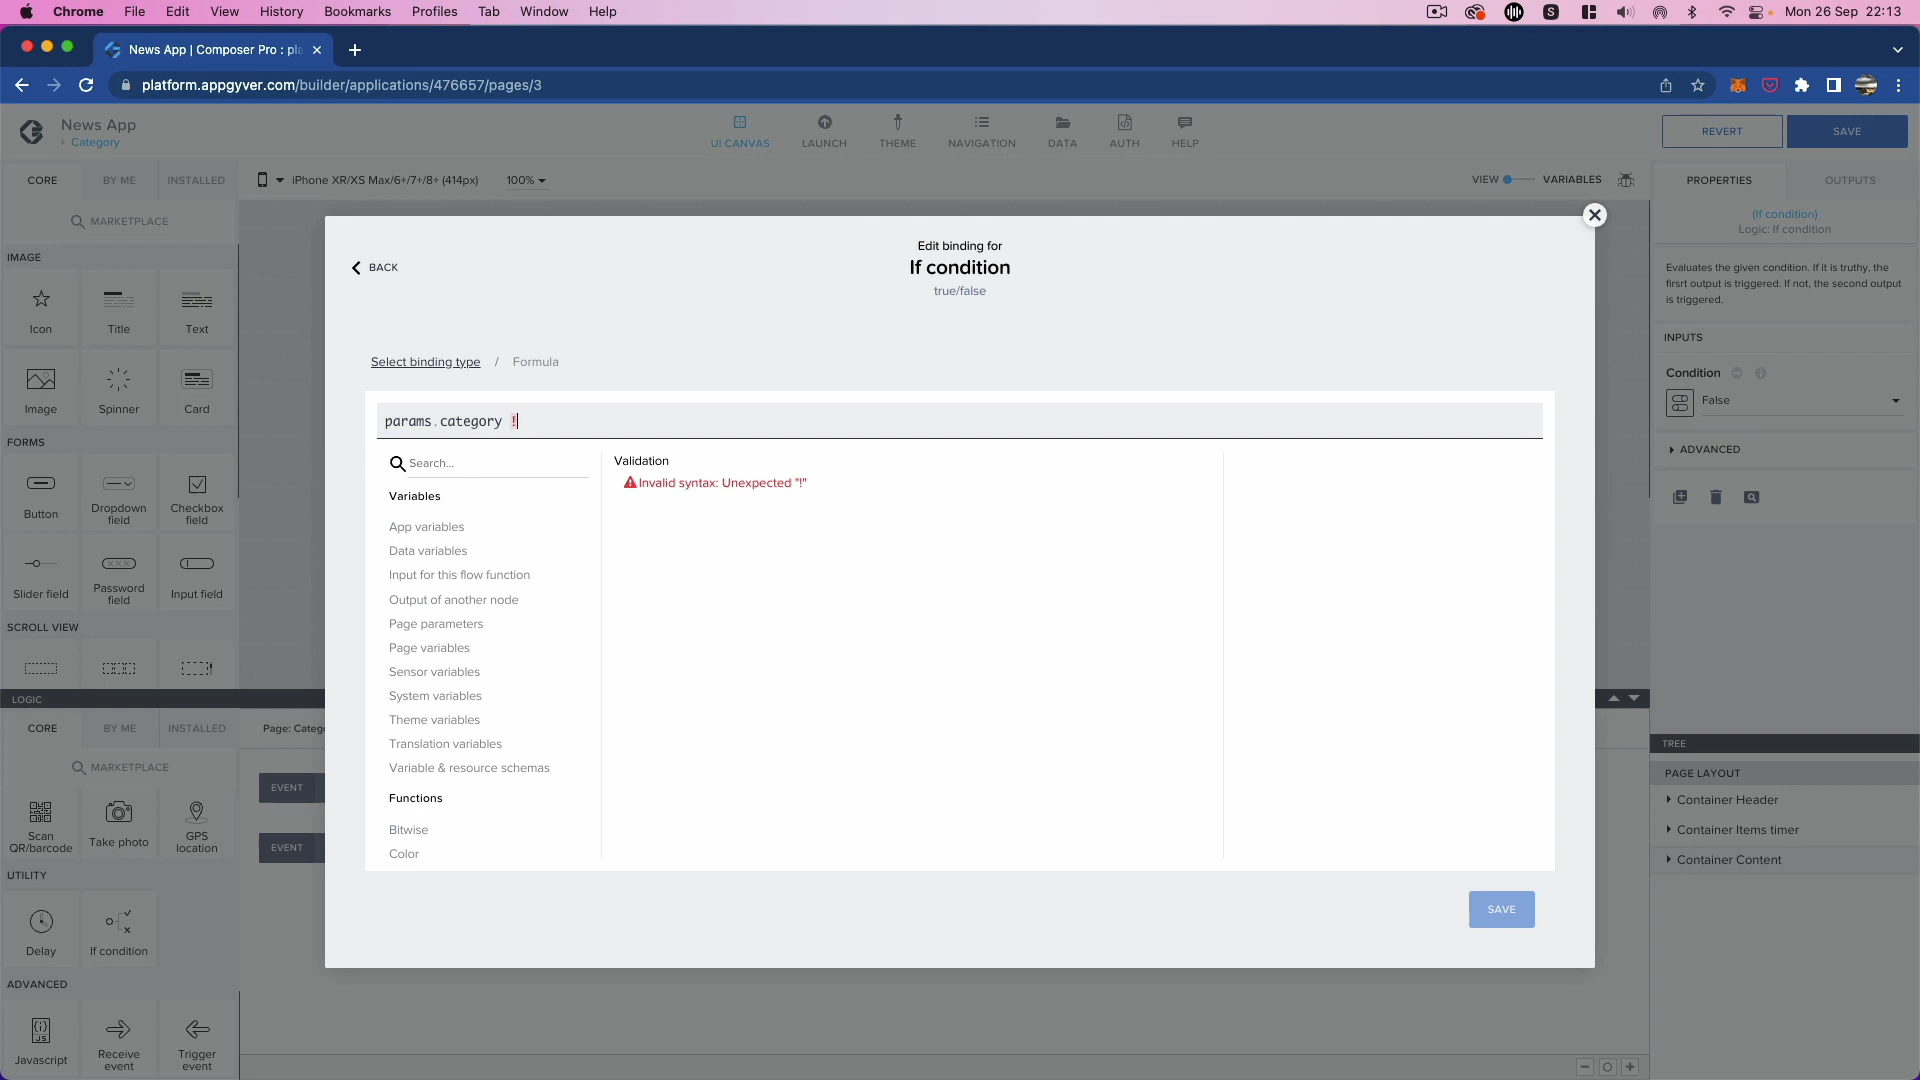 Chrome File Edit View History Bookmarks Profiles Tab Window Help
Mon 26 Sep 22:13
News App | Composer Pro : pla
platform.appgyver.com/builder/applications/476657/pages/3
News App
Category
UI CANVAS
LAUNCH
THEME
NAVIGATION
DATA
AUTH
HELP
REVERT
SAVE
CORE
BY ME
INSTALLED
iPhone XR/XS Max/6+/7+/8+ (414px)
100%
VIEW
VARIABLES
PROPERTIES
OUTPUTS
MARKETPLACE
IMAGE
Icon
Title
Text
Image
Spinner
Card
FORMS
Button
Dropdown
field
Checkbox
field
Slider field
Password
field
Input field
SCROLL VIEW
LOGIC
CORE
BY ME
INSTALLED
MARKETPLACE
Scan
QR/barcode
Take photo
GPS
location
UTILITY
Delay
If condition
ADVANCED
Javascript
Receive
event
Trigger
event
Page: Categ
EVENT
EVENT
BACK
Edit binding for
If condition
true/false
Select binding type / Formula
params.category !
Search...
Variables
App variables
Data variables
Input for this flow function
Output of another node
Page parameters
Page variables
Sensor variables
System variables
Theme variables
Translation variables
Variable & resource schemas
Functions
Bitwise
Color
Validation
Invalid syntax: Unexpected "!"
SAVE
(If condition)
Logic: If condition
Evaluates the given condition. If it is truthy, the
firsrt output is triggered. If not, the second output
is triggered.
INPUTS
Condition
False
ADVANCED
TREE
PAGE LAYOUT
Container Header
Container Items timer
Container Content